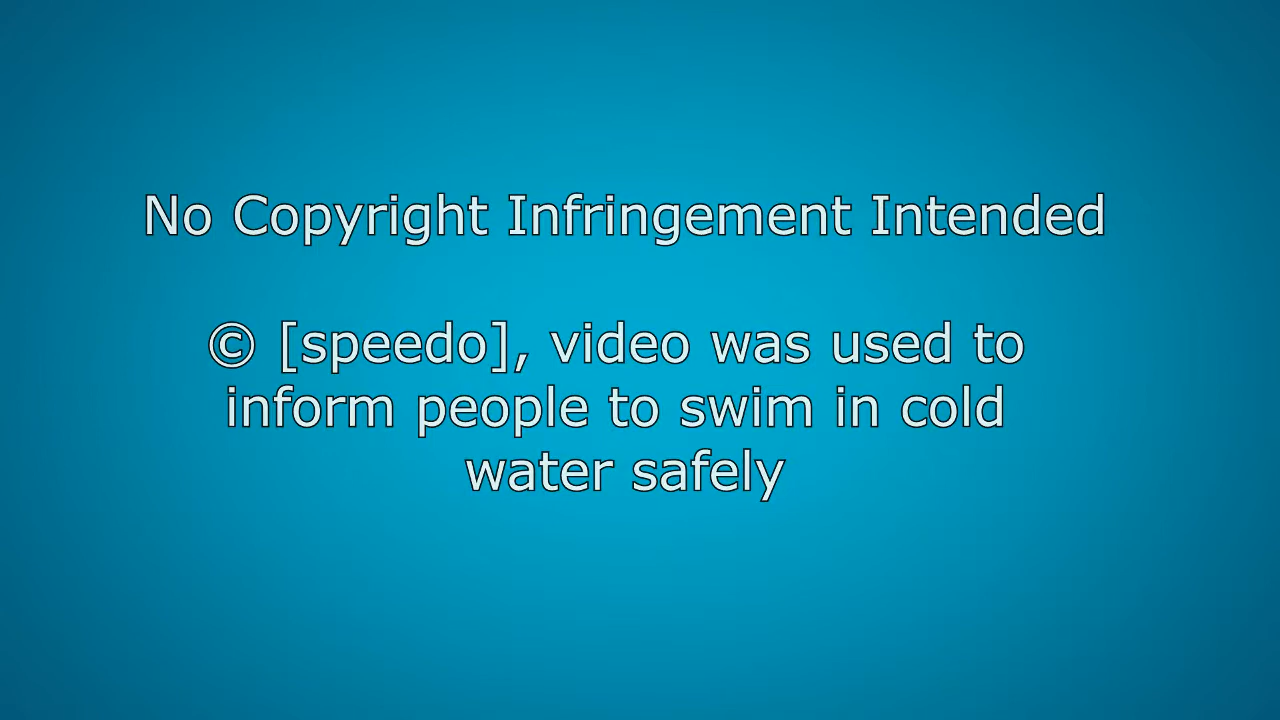 No Copyright Infringement Intended
© [speedo], video was used to
inform people to swim in cold
water safely